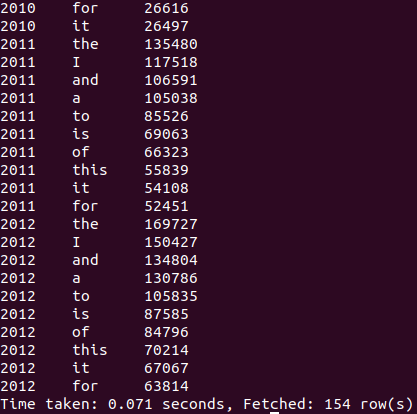 2010 for 26616
2010 it 26497
2011 the 135480
2011 I 117518
2011 and 106591
2011 a 105038
2011 to 85526
2011 is 69063
2011 of 66323
2011 this 55839
2011 it 54108
2011 for 52451
2012 the 169727
2012 I 150427
2012 and 134804
2012 a 130786
2012 to 105835
2012 is 87585
2012 of 84796
2012 this 70214
2012 it 67067
2012 for 63814
Time taken: 0.071 seconds, Fetched: 154 row(s)